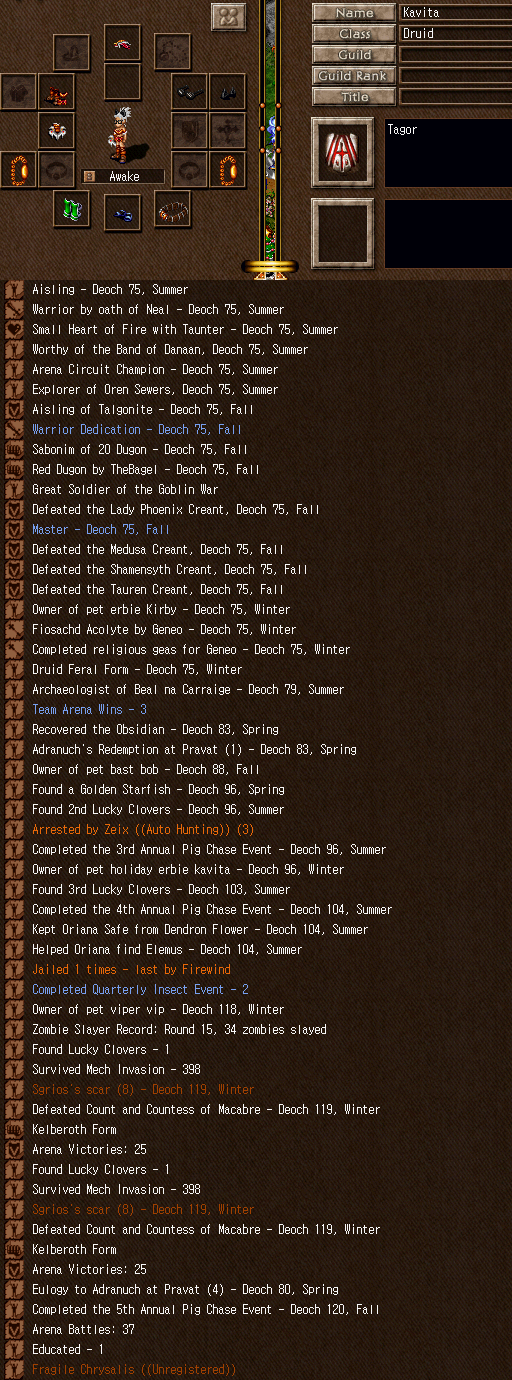 Name Kavita
Class Druid
Guild
Guild Rank
Title
Awake
Tagor
Aisling - Deoch 75, Summer
Warrior by oath of Neal - Deoch 75, Summer
Small Heart of Fire with Taunter - Deoch 75, Summer
Worthy of the Band of Danaan, Deoch 75, Summer
Arena Circuit Champion - Deoch 75, Summer
Explorer of Oren Sewers, Deoch 75, Summer
Aisling of Talgonite - Deoch 75, Fall
Warrior Dedication - Deoch 75, Fall
Sabonim of 20 Dugon - Deoch 75, Fall
Red Dugon by TheBagel - Deoch 75, Fall
Great Soldier of the Goblin War
Defeated the Lady Phoenix Creant, Deoch 75, Fall
Master - Deoch 75, Fall
Defeated the Medusa Creant, Deoch 75, Fall
Defeated the Shamensyth Creant, Deoch 75, Fall
Defeated the Tauren Creant, Deoch 75, Fall
Owner of pet erbie Kirby - Deoch 75, Winter
Fiosachd Acolyte by Geneo - Deoch 75, Winter
Completed religious geas for Geneo - Deoch 75, Winter
Druid Feral Form - Deoch 75, Winter
Archaeologist of Beal na Carraige - Deoch 79, Summer
Team Arena Wins - 3
Recovered the Obsidian - Deoch 83, Spring
Adranuch's Redemption at Pravat (1) - Deoch 83, Spring
Owner of pet bast bob - Deoch 88, Fall
Found a Golden Starfish - Deoch 96, Spring
Found 2nd Lucky Clovers - Deoch 96, Summer
Arrested by Zeix ((Auto Hunting)) (3)
Completed the 3rd Annual Pig Chase Event - Deoch 96, Summer
Owner of pet holiday erbie kavita - Deoch 96, Winter
Found 3rd Lucky Clovers - Deoch 103, Summer
Completed the 4th Annual Pig Chase Event - Deoch 104, Summer
Kept Oriana Safe from Dendron Flower - Deoch 104, Summer
Helped Oriana find Elemus - Deoch 104, Summer
Jailed 1 times - last by Firewind
Completed Quarterly Insect Event - 2
Owner of pet viper vip - Deoch 118, Winter
Zombie Slayer Record: Round 15, 34 zombies slayed
Found Lucky Clovers - 1
Survived Mech Invasion - 398
Sgrios's scar (8) - Deoch 119, Winter
Defeated Count and Countess of Macabre - Deoch 119, Winter
Kelberoth Form
Arena Victories: 25
Found Lucky Clovers - 1
Survived Mech Invasion - 398
Sgrios's scar (8) - Deoch 119, Winter
Defeated Count and Countess of Macabre - Deoch 119, Winter
Kelberoth Form
Arena Victories: 25
Eulogy to Adranuch at Pravat (4) - Deoch 80, Spring
Completed the 5th Annual Pig Chase Event - Deoch 120, Fall
Arena Battles: 37
Educated - 1
Fragile Chrysalis ((Unregistered))